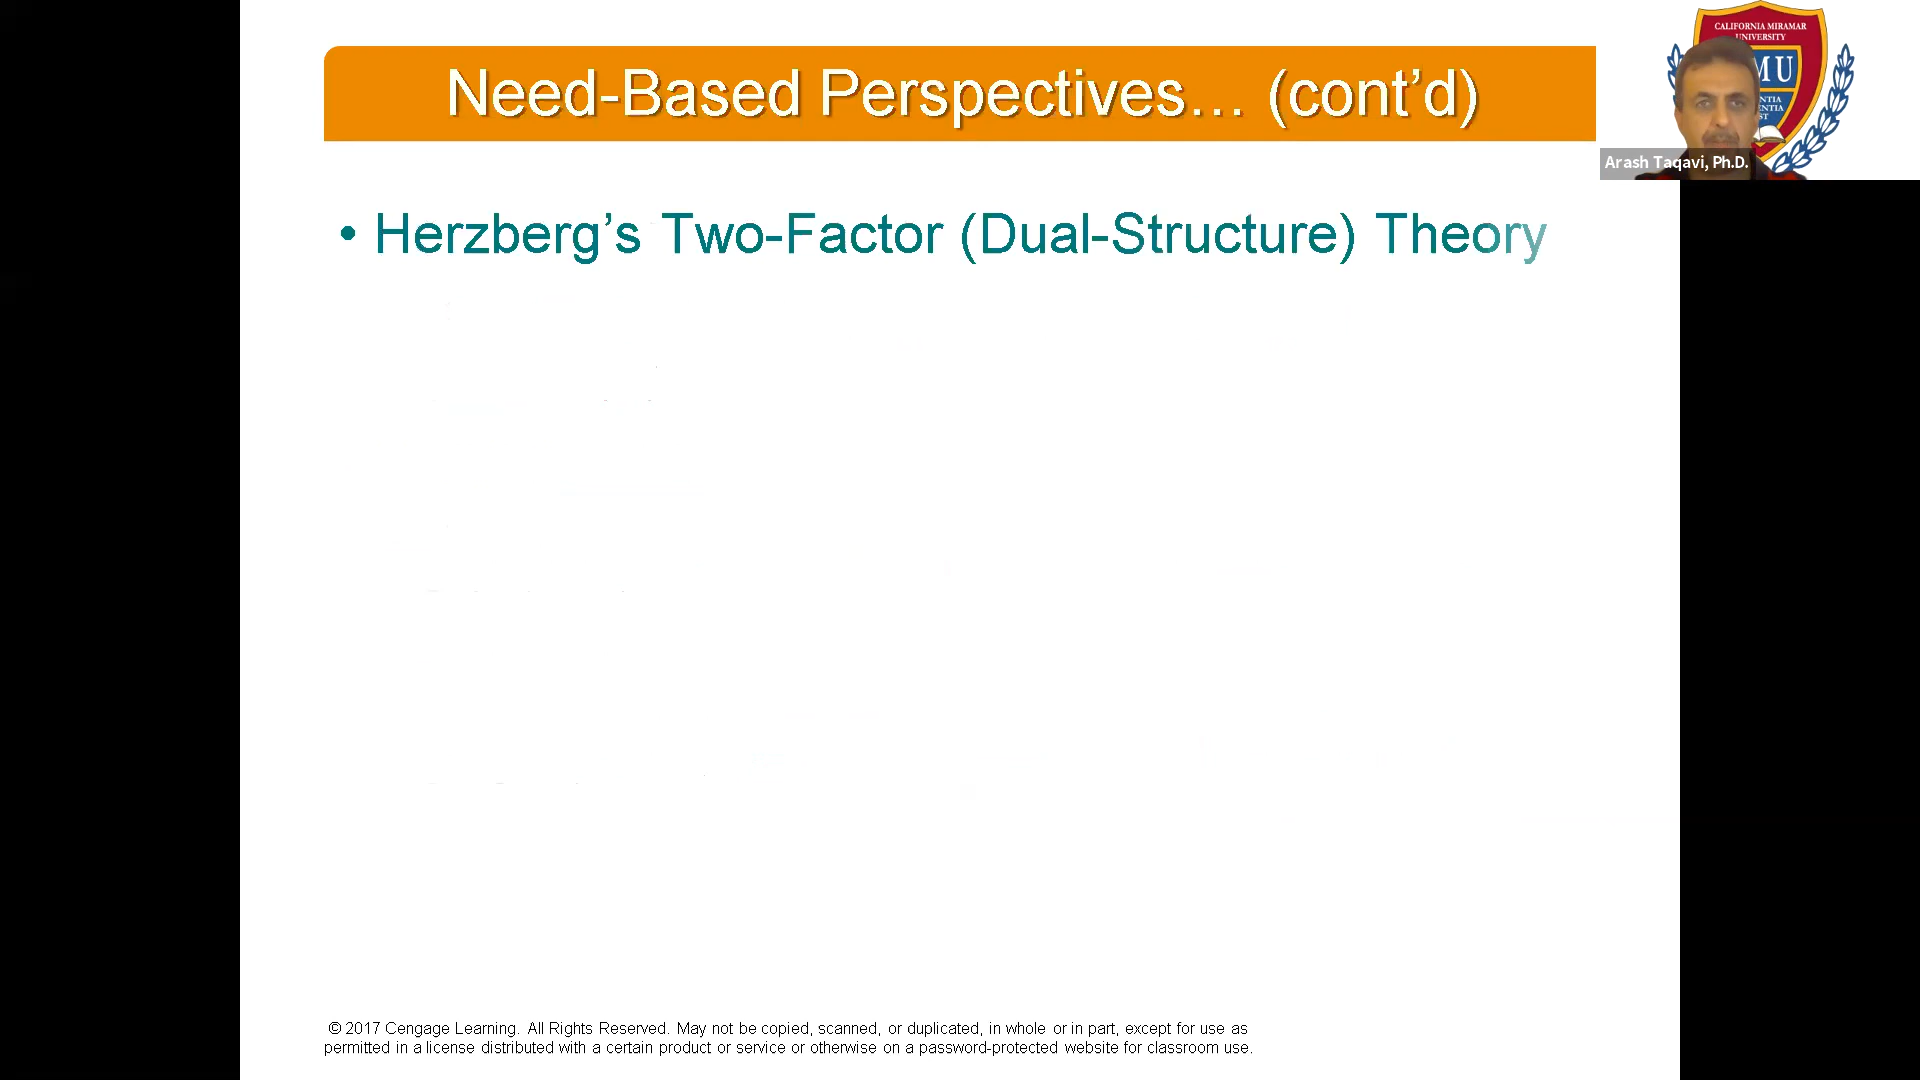 Need-Based Perspectives… (cont’d)
CALIFORNIA MIRAMAR
UNIVERSITY
Arash Taqavi, Ph.D.
• Herzberg’s Two-Factor (Dual-Structure) Theory
© 2017 Cengage Learning. All Rights Reserved. May not be copied, scanned, or duplicated, in whole or in part, except for use as
permitted in a license distributed with a certain product or service or otherwise on a password-protected website for classroom use.